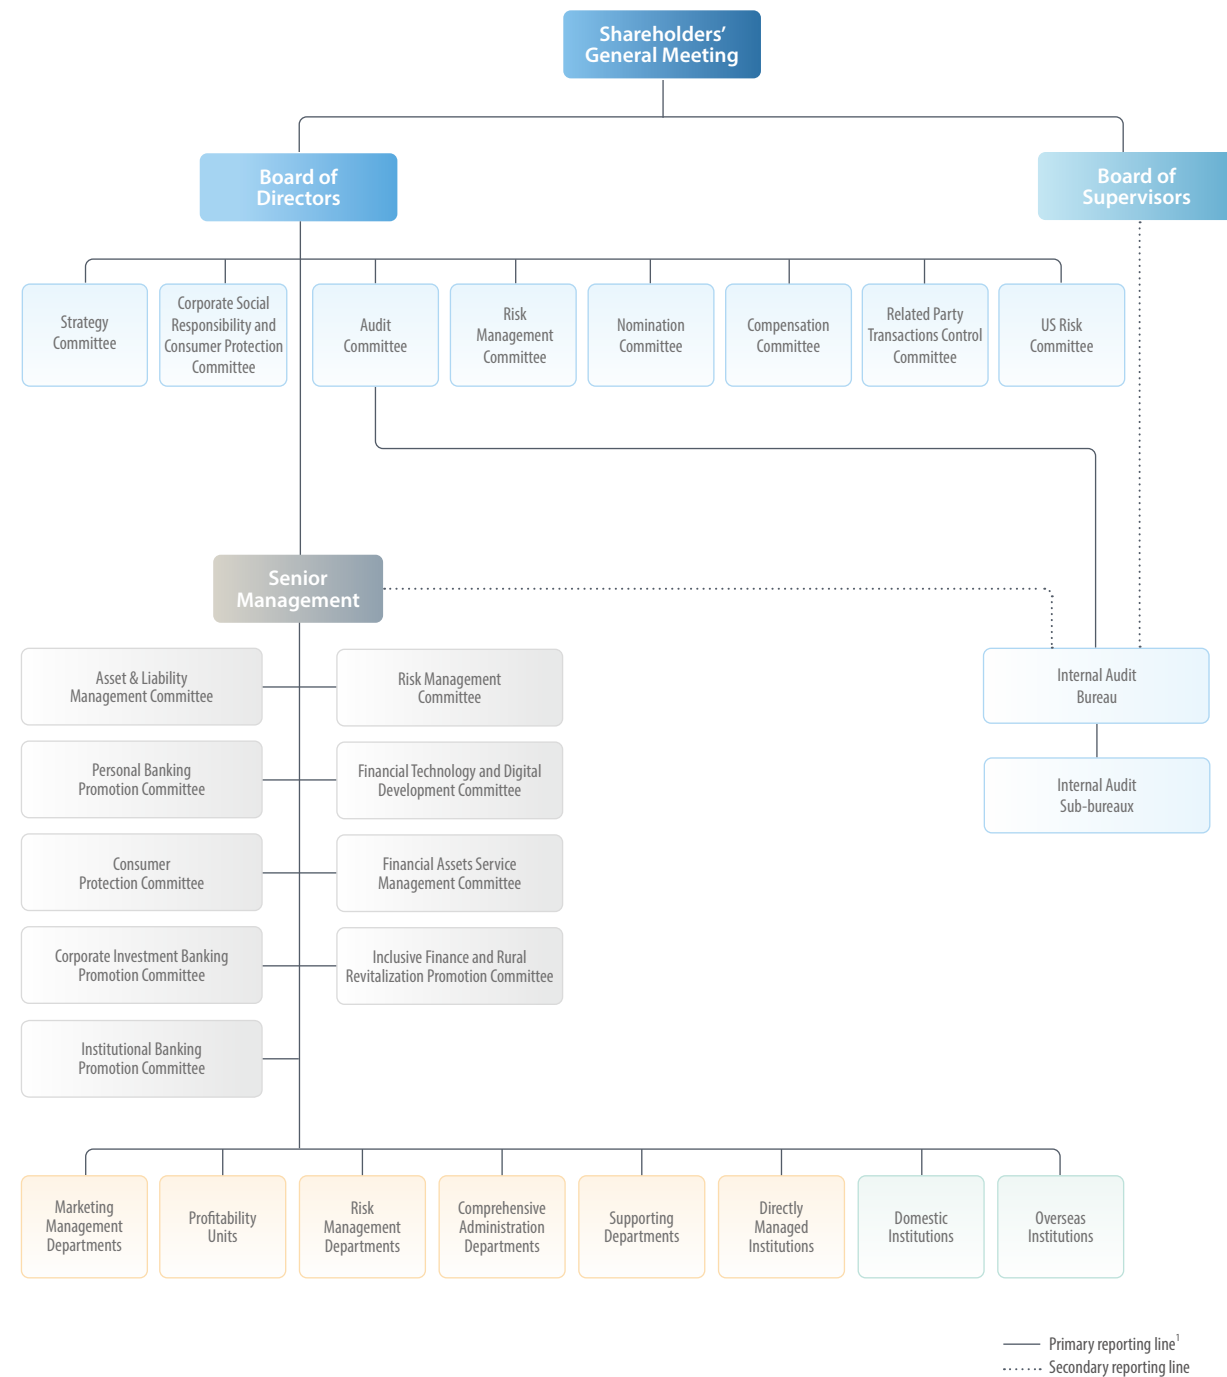 Shareholders'
General Meeting
Board of
Directors
Board of
Supervisors
Strategy
Committee
Corporate Social
Responsibility and
Consumer Protection
Committee
Audit
Committee
Risk
Management
Committee
Nomination
Committee
Compensation
Committee
Related Party
Transactions Control
Committee
US Risk
Committee
Senior
Management
Asset & Liability
Management Committee
Risk Management
Committee
Internal Audit
Bureau
Personal Banking
Promotion Committee
Financial Technology and Digital
Development Committee
Internal Audit
Sub-bureaux
Consumer
Protection Committee
Financial Assets Service
Management Committee
Corporate Investment Banking
Promotion Committee
Inclusive Finance and Rural
Revitalization Promotion Committee
Institutional Banking
Promotion Committee
Marketing
Management
Departments
Profitability
Units
Risk
Management
Departments
Comprehensive
Administration
Departments
Supporting
Departments
Directly
Managed
Institutions
Domestic
Institutions
Overseas
Institutions
Primary reporting line¹
Secondary reporting line